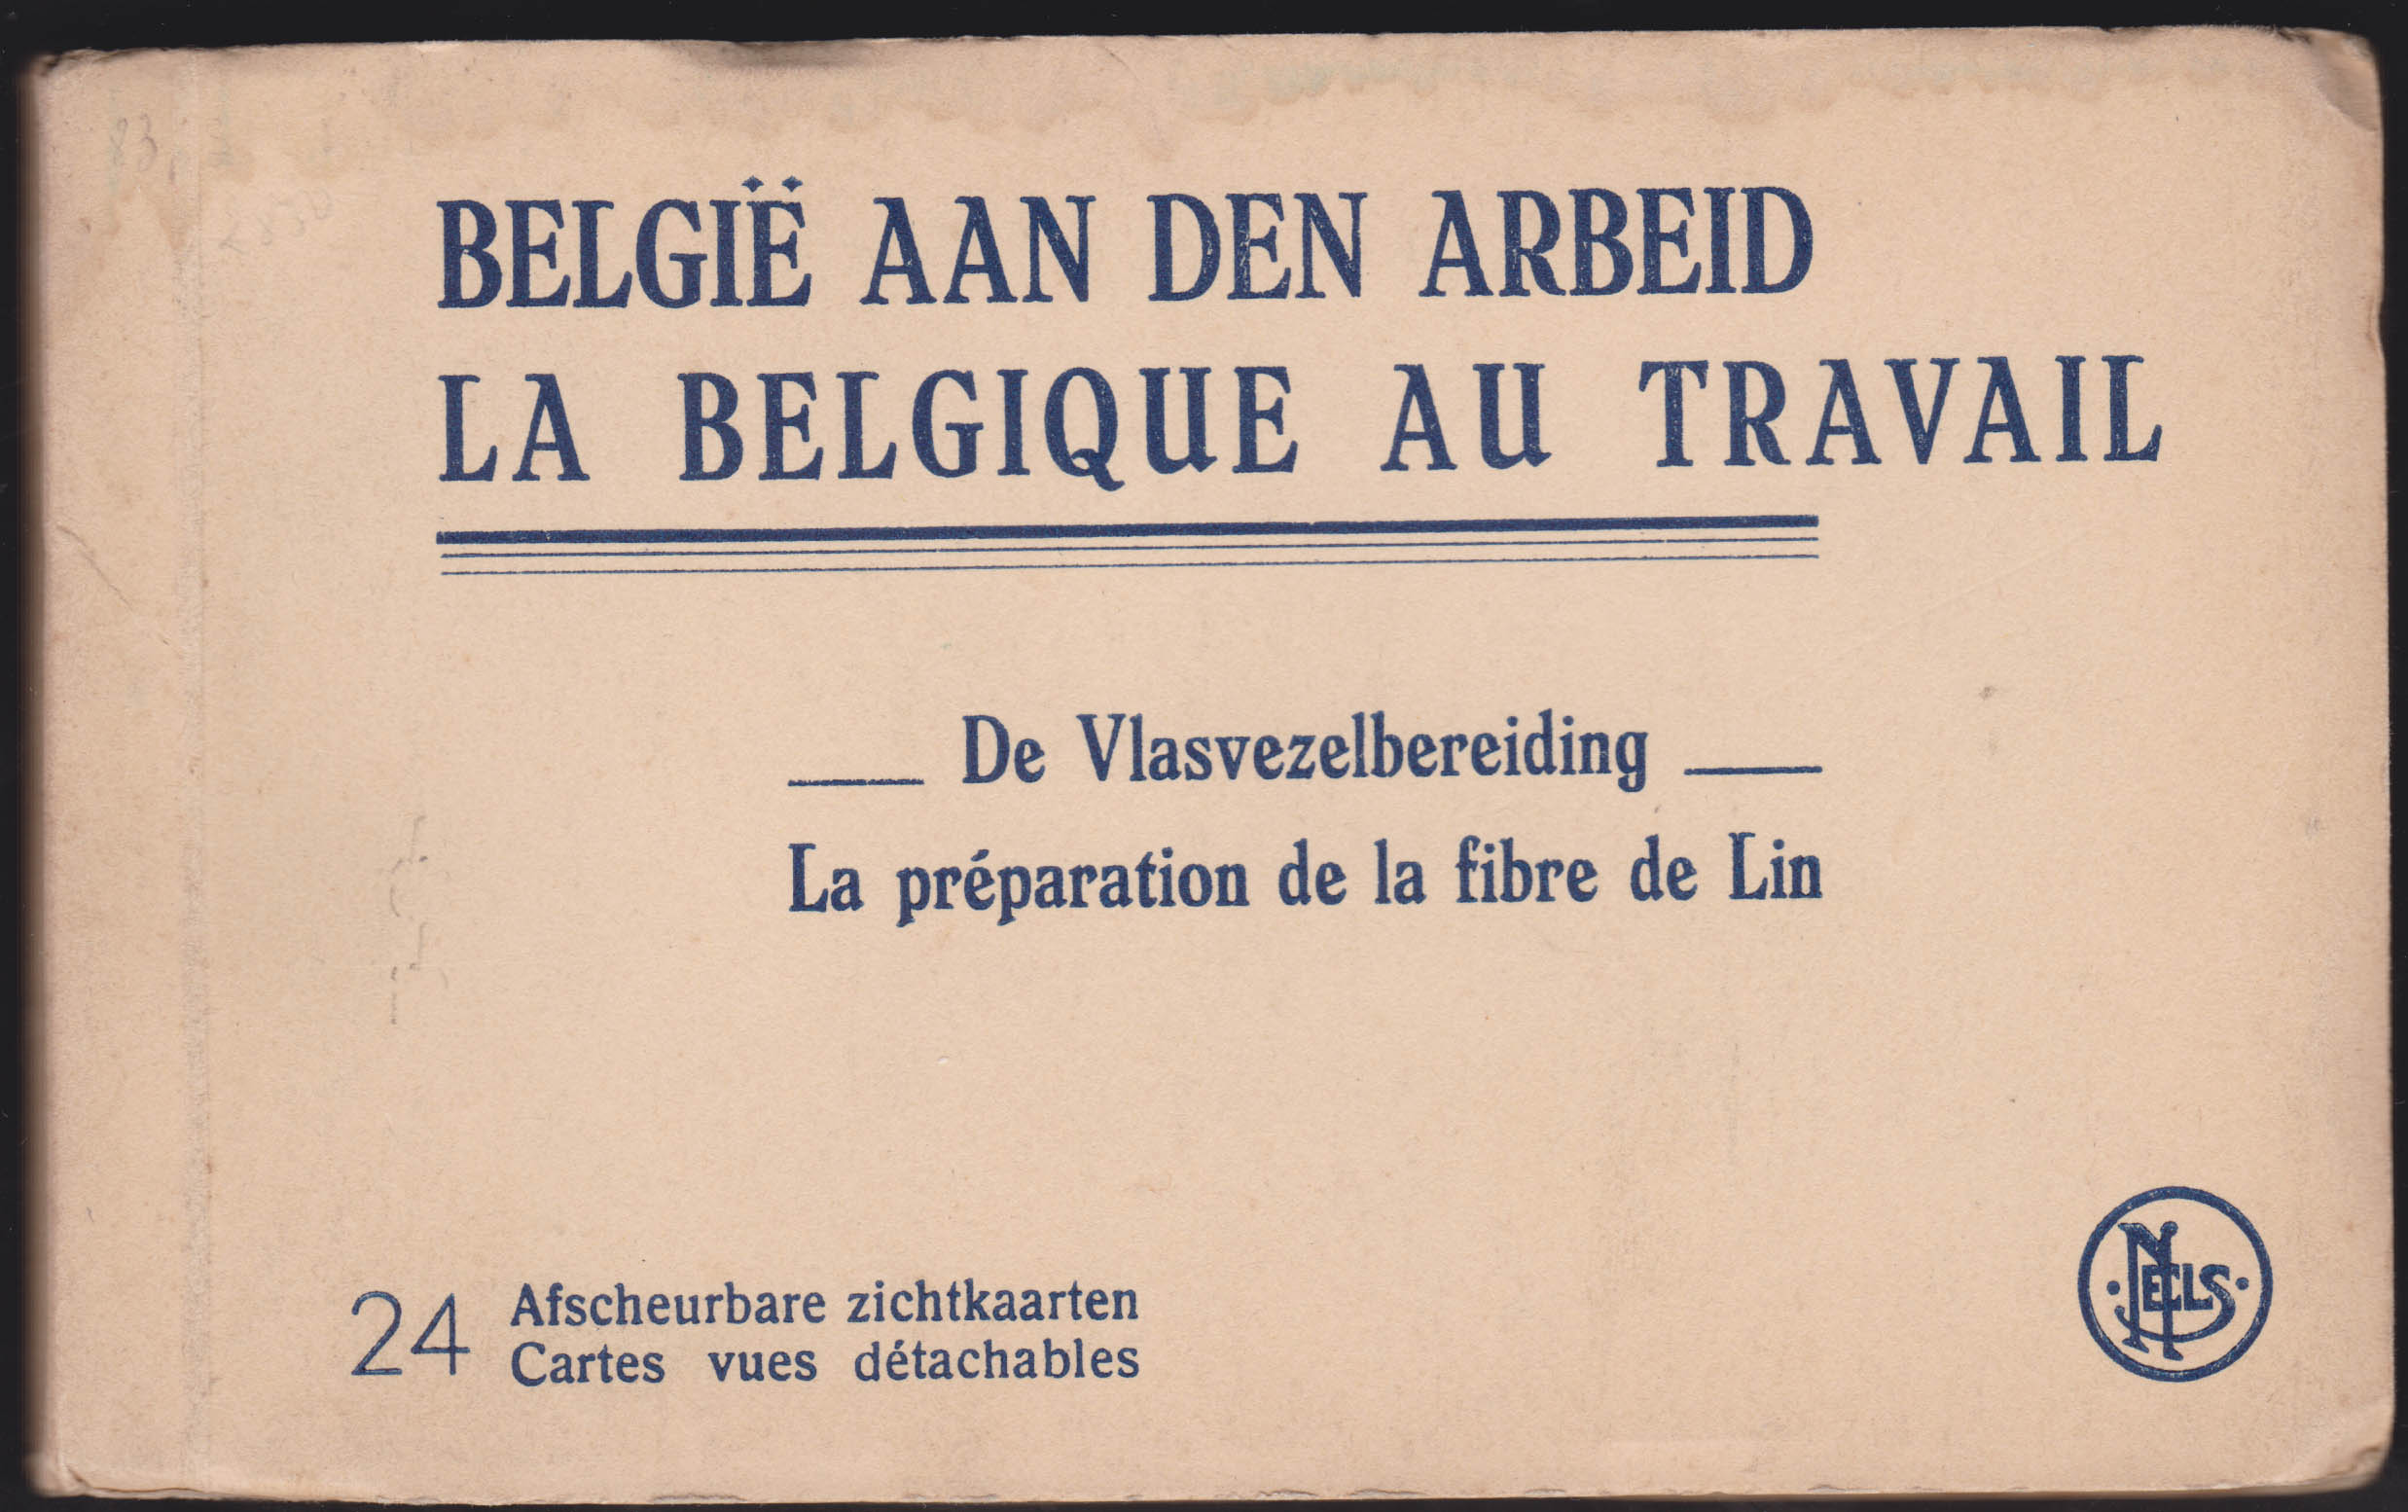 BELGIË AAN DEN ARBEID
LA BELGIQUE AU TRAVAIL
De Vlasvezelbereiding
La préparation de la fibre de Lin
24 Afscheurbare zichtkaarten
Cartes vues détachables
NELS